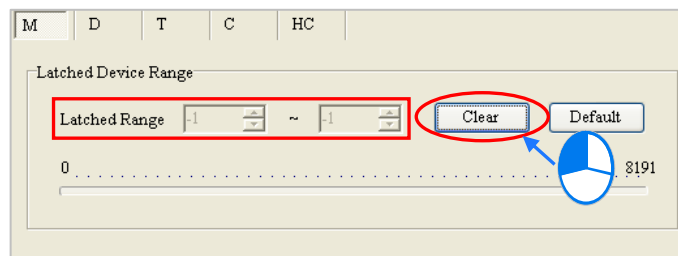 M D T C HC
Latched Device Range
Latched Range -1 ~ -1 Clear Default
0 8191